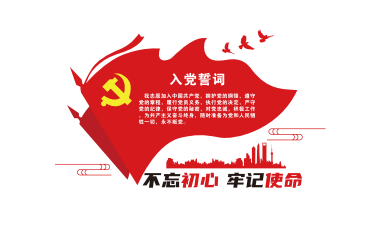 入党誓词
我志愿加入中国共产党，拥护党的纲领，遵守
党的章程，履行党员义务，执行党的决定，严守
党的纪律，保守党的秘密，对党忠诚，积极工作
，为共产主义奋斗终身，随时准备为党和人民牺
牲一切，永不叛党。
不忘初心 牢记使命